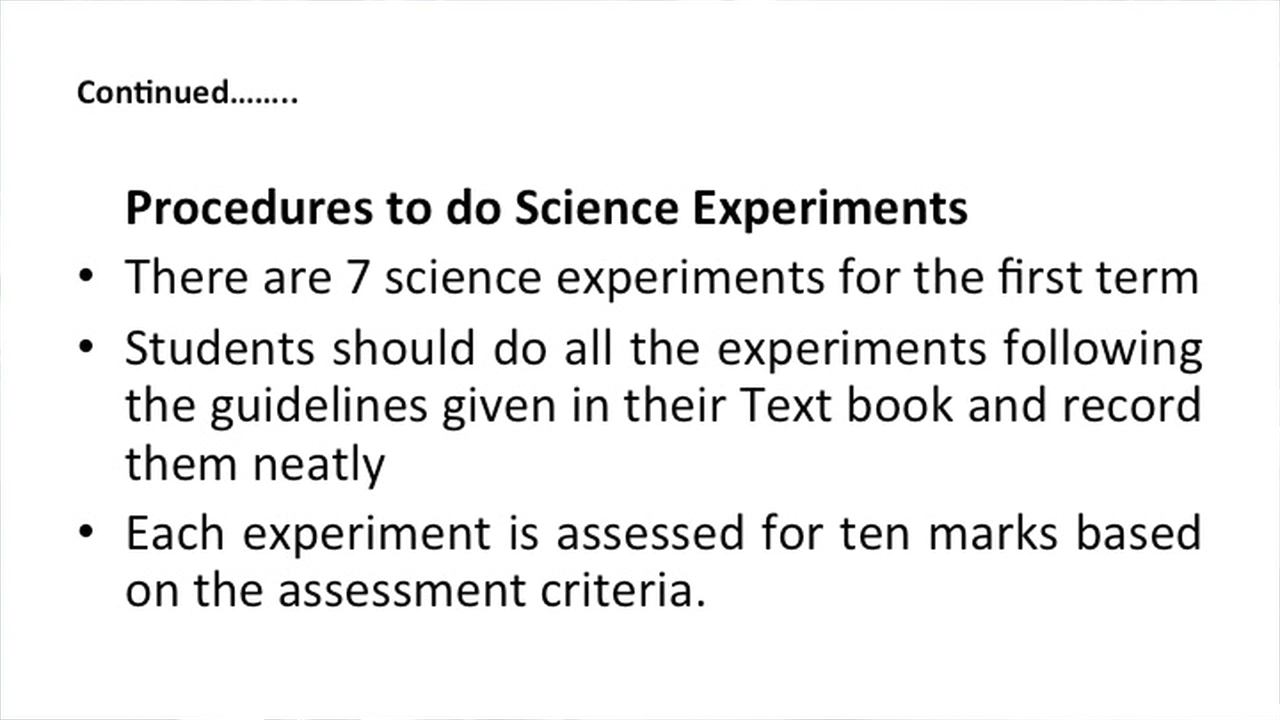 Continued........
Procedures to do Science Experiments
• There are 7 science experiments for the first term
• Students should do all the experiments following
the guidelines given in their Text book and record
them neatly
• Each experiment is assessed for ten marks based
on the assessment criteria.